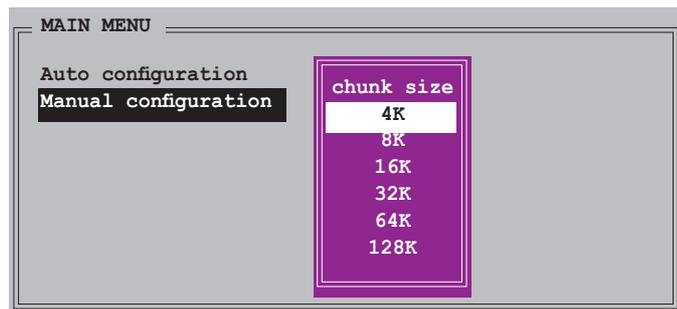 MAIN MENU
Auto configuration
Manual configuration
chunk size
4K
8K
16K
32K
64K
128K